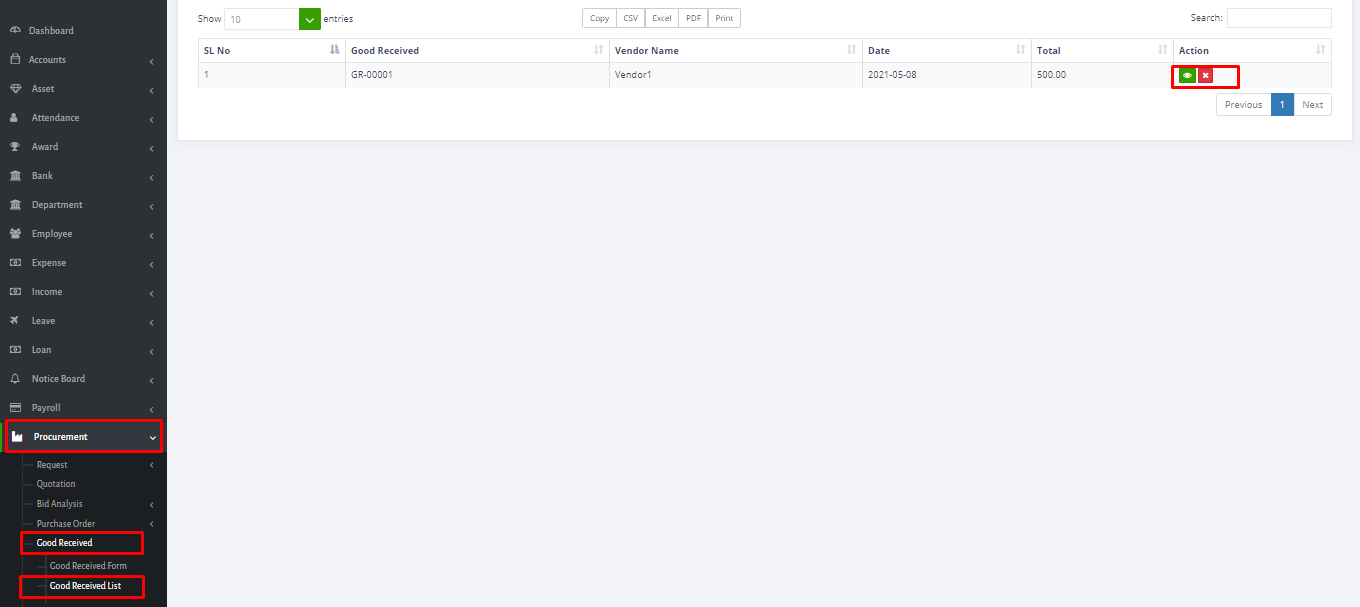 Dashboard
Accounts
Asset
Attendance
Award
Bank
Department
Employee
Expense
Income
Leave
Loan
Notice Board
Payroll
Procurement
Request
Quotation
Bid Analysis
Purchase Order
Good Received
Good Received Form
Good Received List
Show 10 entries Copy CSV Excel PDF Print Search:
SL No Good Received Vendor Name Date Total Action
1 GR-00001 Vendor1 2021-05-08 500.00
Previous 1 Next